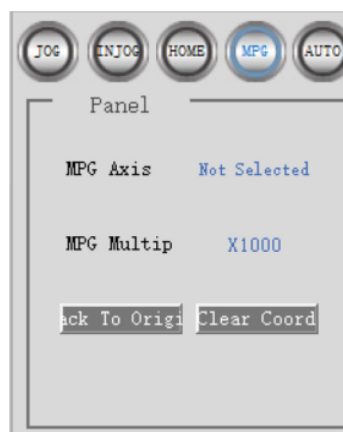 JOG INJOG HOME MPG AUTO
Panel
MPG Axis Not Selected
MPG Multip X1000
ack To Origi Clear Coord